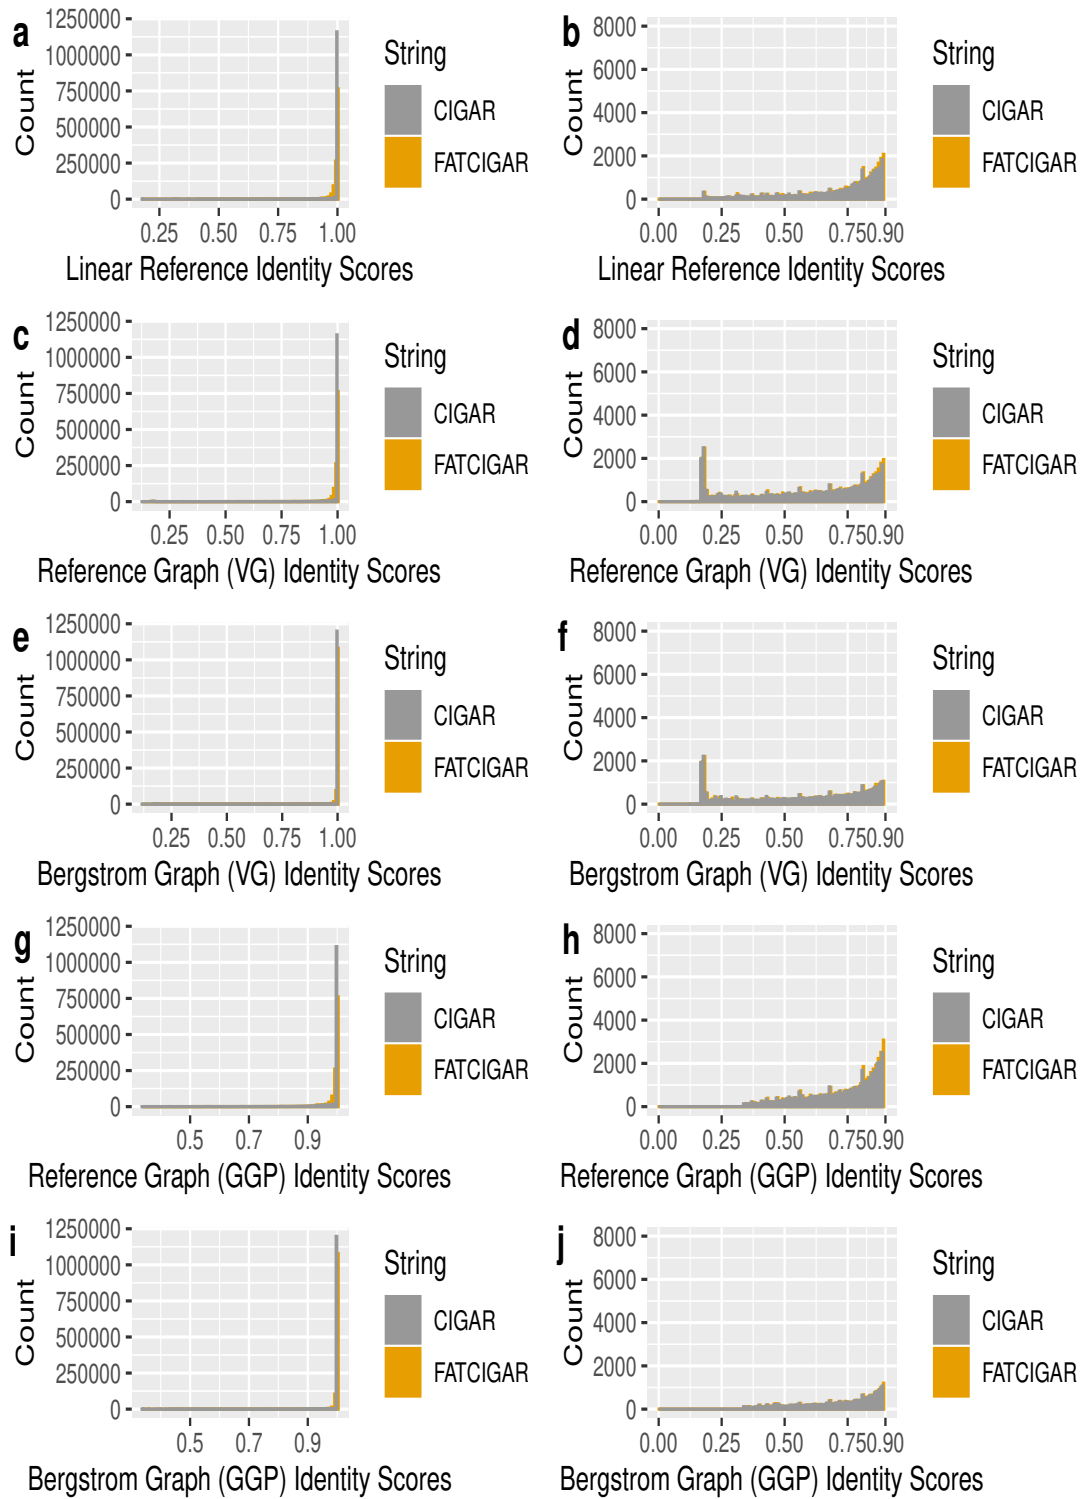 a
1250000
1000000
750000
500000
250000
0
Count
0.25 0.50 0.75 1.00
Linear Reference Identity Scores
String
CIGAR
FATCIGAR
b
8000
6000
4000
2000
0
Count
0.00 0.25 0.50 0.75 0.90
Linear Reference Identity Scores
String
CIGAR
FATCIGAR
c
1250000
1000000
750000
500000
250000
0
Count
0.25 0.50 0.75 1.00
Reference Graph (VG) Identity Scores
String
CIGAR
FATCIGAR
d
8000
6000
4000
2000
0
Count
0.00 0.25 0.50 0.75 0.90
Reference Graph (VG) Identity Scores
String
CIGAR
FATCIGAR
e
1250000
1000000
750000
500000
250000
0
Count
0.25 0.50 0.75 1.00
Bergstrom Graph (VG) Identity Scores
String
CIGAR
FATCIGAR
f
8000
6000
4000
2000
0
Count
0.00 0.25 0.50 0.75 0.90
Bergstrom Graph (VG) Identity Scores
String
CIGAR
FATCIGAR
g
1250000
1000000
750000
500000
250000
0
Count
0.5 0.7 0.9
Reference Graph (GGP) Identity Scores
String
CIGAR
FATCIGAR
h
8000
6000
4000
2000
0
Count
0.00 0.25 0.50 0.75 0.90
Reference Graph (GGP) Identity Scores
String
CIGAR
FATCIGAR
i
1250000
1000000
750000
500000
250000
0
Count
0.5 0.7 0.9
Bergstrom Graph (GGP) Identity Scores
String
CIGAR
FATCIGAR
j
8000
6000
4000
2000
0
Count
0.00 0.25 0.50 0.75 0.90
Bergstrom Graph (GGP) Identity Scores
String
CIGAR
FATCIGAR